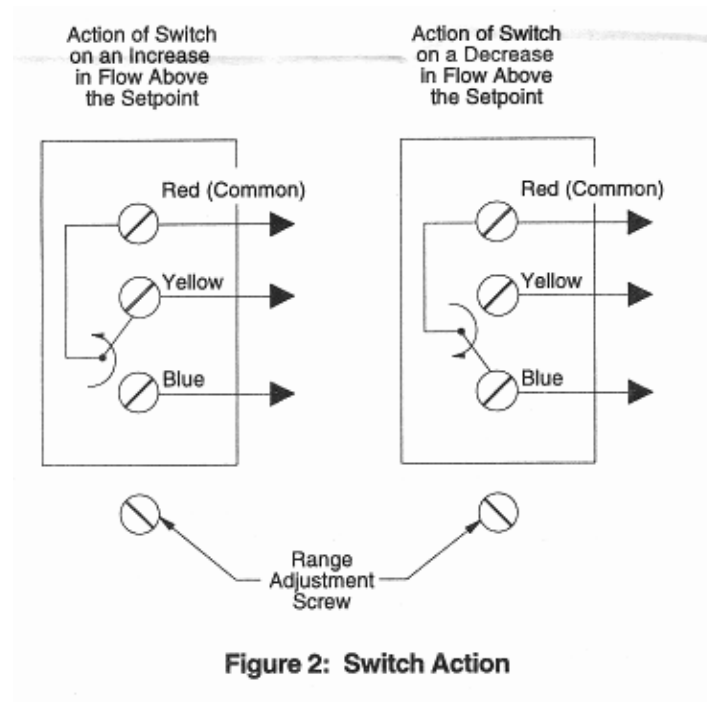 Action of Switch
on an Increase
in Flow Above
the Setpoint
Action of Switch
on a Decrease
in Flow Above
the Setpoint
Red (Common)
Yellow
Blue
Red (Common)
Yellow
Blue
Range
Adjustment
Screw
Figure 2: Switch Action